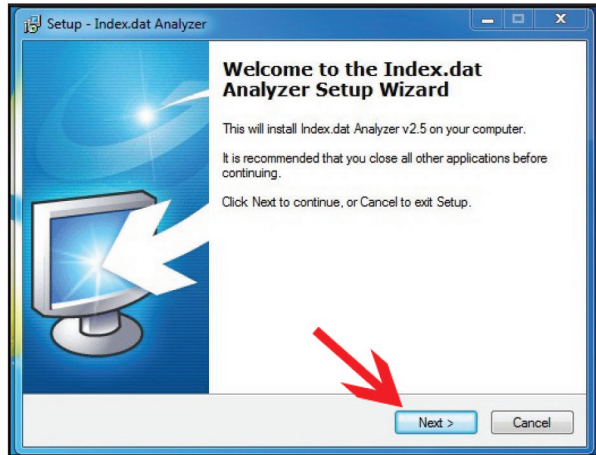 Setup - Index.dat Analyzer
Welcome to the Index.dat
Analyzer Setup Wizard
This will install Index.dat Analyzer v2.5 on your computer.
It is recommended that you close all other applications before
continuing.
Click Next to continue, or Cancel to exit Setup.
Next >
Cancel